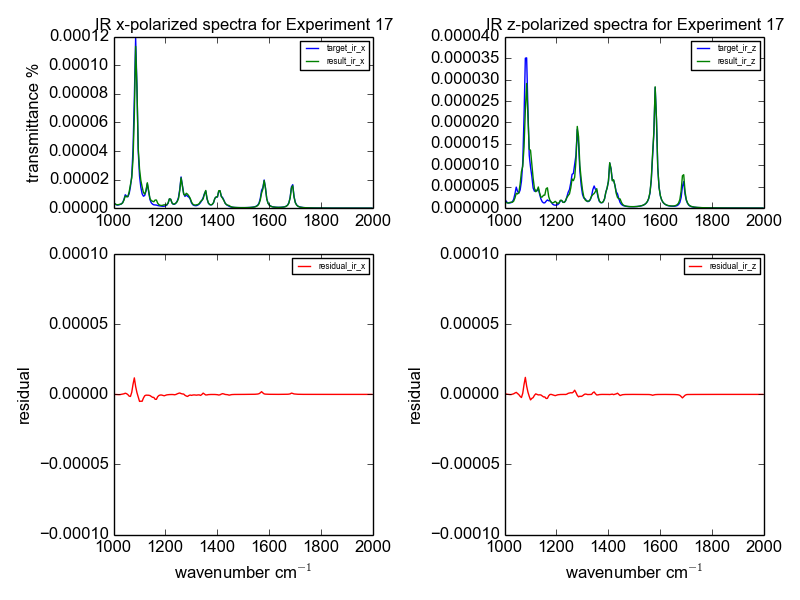 IR x-polarized spectra for Experiment 17
0.00012
0.00010
0.00008
0.00006
0.00004
0.00002
0.00000
transmittance %
target_ir_x
result_ir_x
1000 1200 1400 1600 1800 2000
IR z-polarized spectra for Experiment 17
0.000040
0.000035
0.000030
0.000025
0.000020
0.000015
0.000010
0.000005
0.000000
target_ir_z
result_ir_z
1000 1200 1400 1600 1800 2000
0.00010
0.00005
0.00000
−0.00005
−0.00010
residual
residual_ir_x
1000 1200 1400 1600 1800 2000
wavenumber cm⁻¹
0.00010
0.00005
0.00000
−0.00005
−0.00010
residual
residual_ir_z
1000 1200 1400 1600 1800 2000
wavenumber cm⁻¹